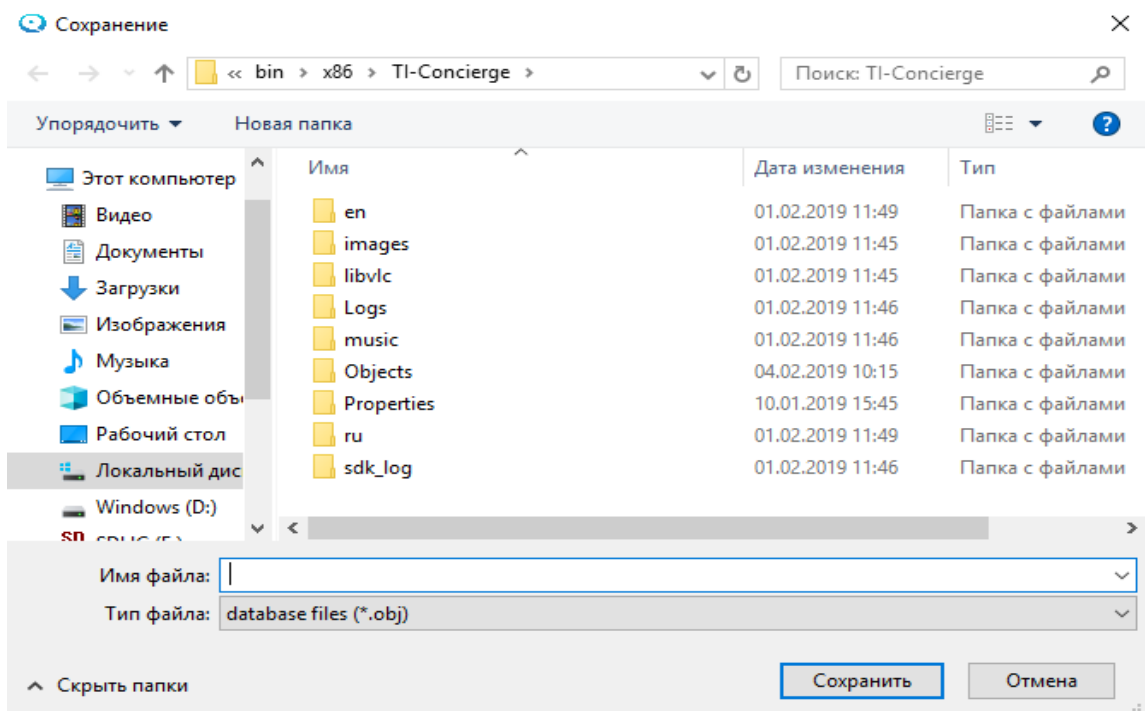 Сохранение
« bin › x86 › TI-Concierge ›
Поиск: TI-Concierge
Упорядочить
Новая папка
?
Этот компьютер
Видео
Документы
Загрузки
Изображения
Музыка
Объемные объ
Рабочий стол
Локальный дис
Windows (D:)
Имя Дата изменения Тип
en 01.02.2019 11:49 Папка с файлами
images 01.02.2019 11:45 Папка с файлами
libvlc 01.02.2019 11:45 Папка с файлами
Logs 01.02.2019 11:46 Папка с файлами
music 01.02.2019 11:46 Папка с файлами
Objects 04.02.2019 10:15 Папка с файлами
Properties 10.01.2019 15:45 Папка с файлами
ru 01.02.2019 11:49 Папка с файлами
sdk_log 01.02.2019 11:46 Папка с файлами
Имя файла:
Тип файла: database files (*.obj)
Скрыть папки
Сохранить
Отмена